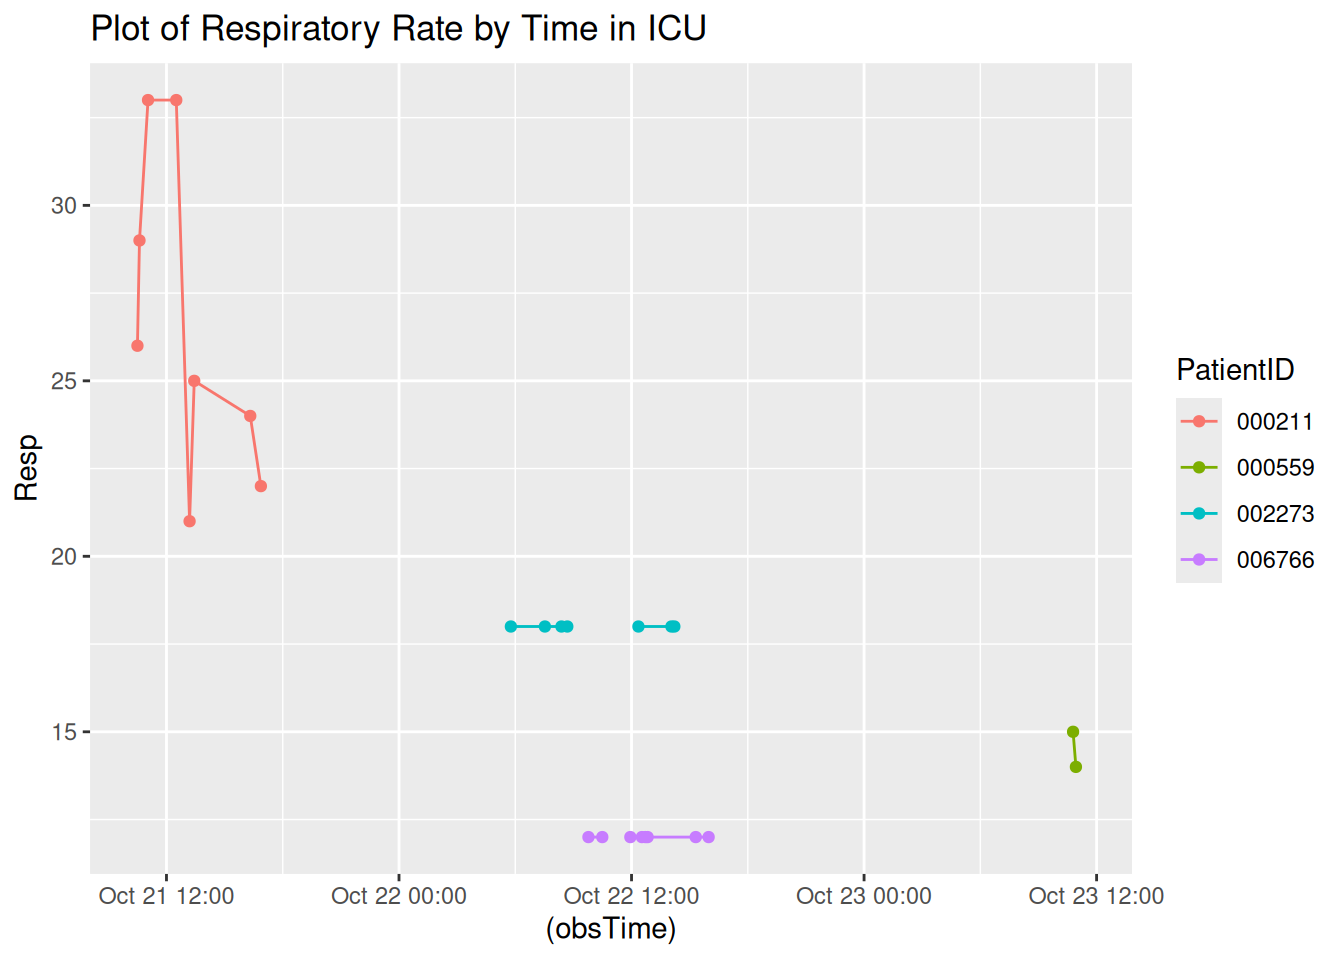 Plot of Respiratory Rate by Time in ICU
Resp
30
25
20
15
Oct 21 12:00
Oct 22 00:00
Oct 22 12:00
Oct 23 00:00
Oct 23 12:00
(obsTime)
PatientID
000211
000559
002273
006766